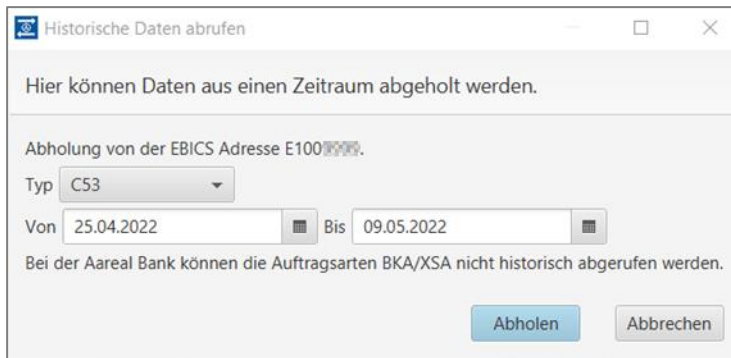 Historische Daten abrufen
Hier können Daten aus einen Zeitraum abgeholt werden.
Abholung von der EBICS Adresse E100
Typ C53
Von 25.04.2022 Bis 09.05.2022
Bei der Aareal Bank können die Auftragsarten BKA/XSA nicht historisch abgerufen werden.
Abholen Abbrechen